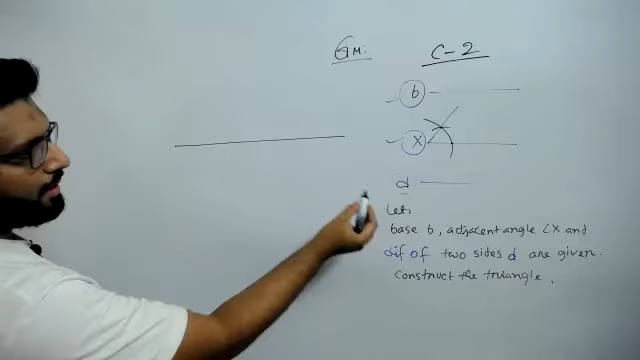 Gm. C-2
b
X
d
Let,
base b, adjacent angle ∠X and
dif of two sides d are given.
construct the triangle.